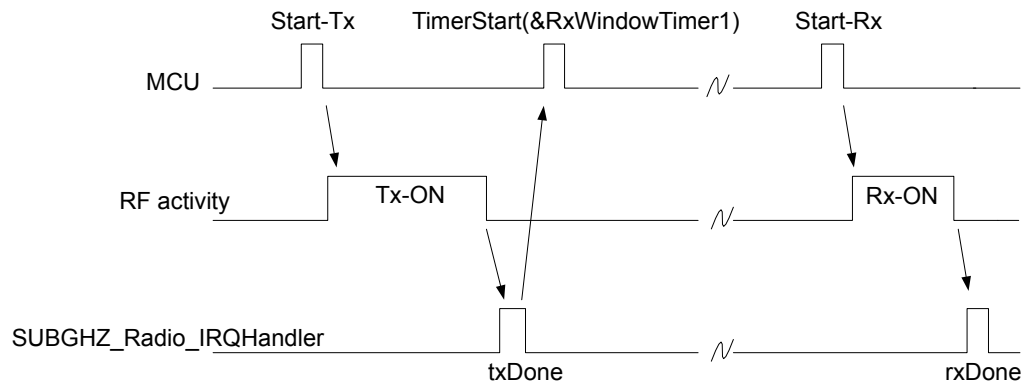 Start-Tx
TimerStart(&RxWindowTimer1)
Start-Rx
MCU
RF activity
Tx-ON
Rx-ON
SUBGHZ_Radio_IRQHandler
txDone
rxDone